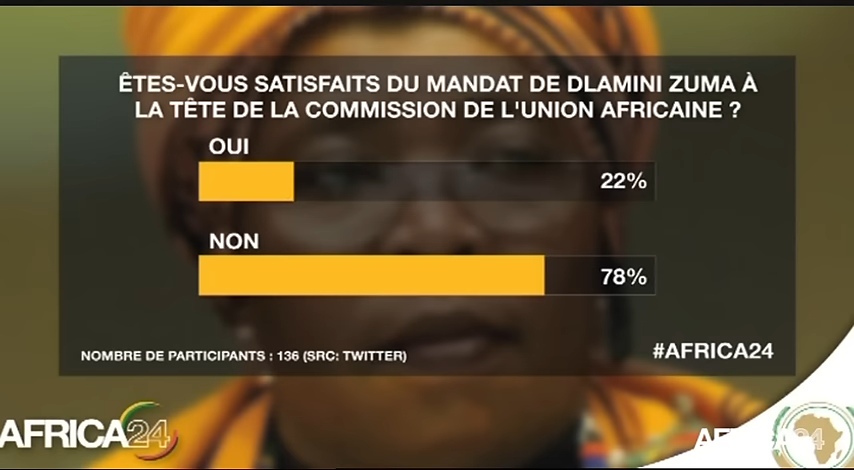 ÊTES-VOUS SATISFAITS DU MANDAT DE DLAMINI ZUMA À
LA TÊTE DE LA COMMISSION DE L'UNION AFRICAINE ?
OUI
22%
NON
78%
NOMBRE DE PARTICIPANTS : 136 (SRC: TWITTER)
#AFRICA24
AFRICA24